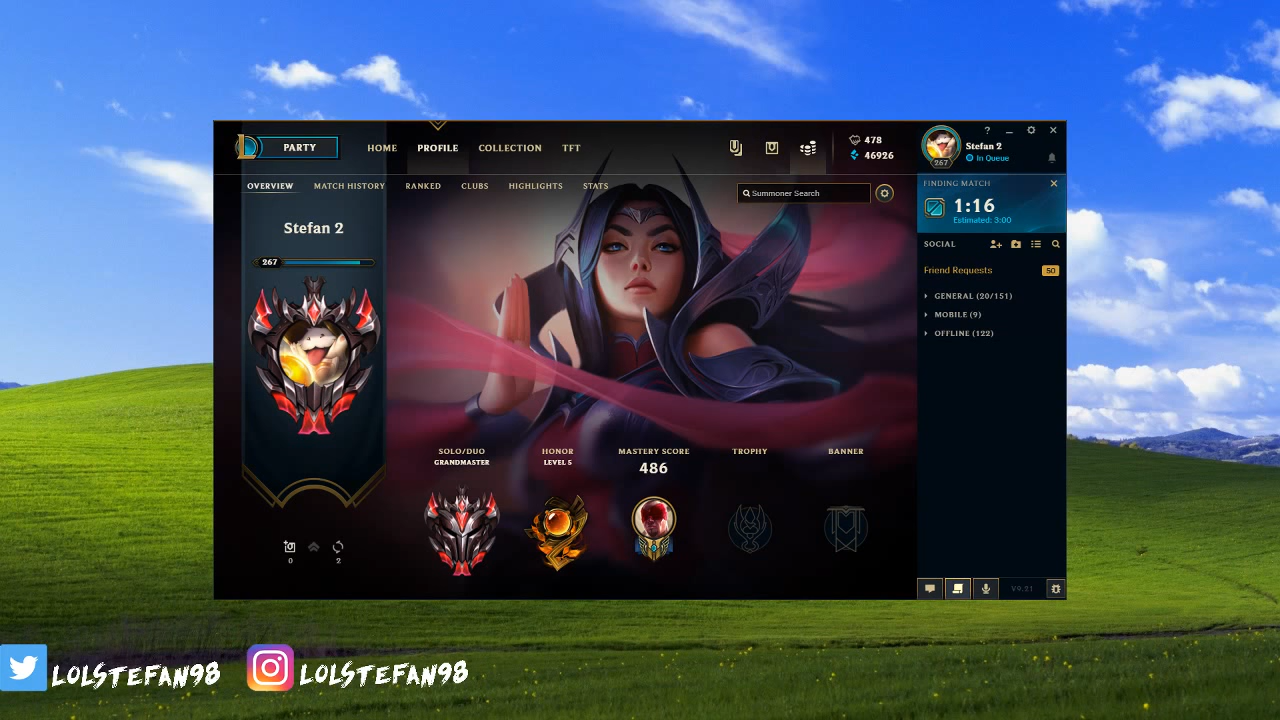 PARTY
HOME
PROFILE
COLLECTION
TFT
478
46926
267
?
Stefan 2
In Queue
OVERVIEW
MATCH HISTORY
RANKED
CLUBS
HIGHLIGHTS
STATS
Summoner Search
FINDING MATCH
1:16
Estimated: 3:00
Stefan 2
267
SOCIAL
Friend Requests
50
GENERAL (20/151)
MOBILE (9)
OFFLINE (122)
SOLO/DUO
GRANDMASTER
HONOR
LEVEL 5
MASTERY SCORE
486
TROPHY
BANNER
0
2
V9.21
LOLSTEFAN98
LOLSTEFAN98